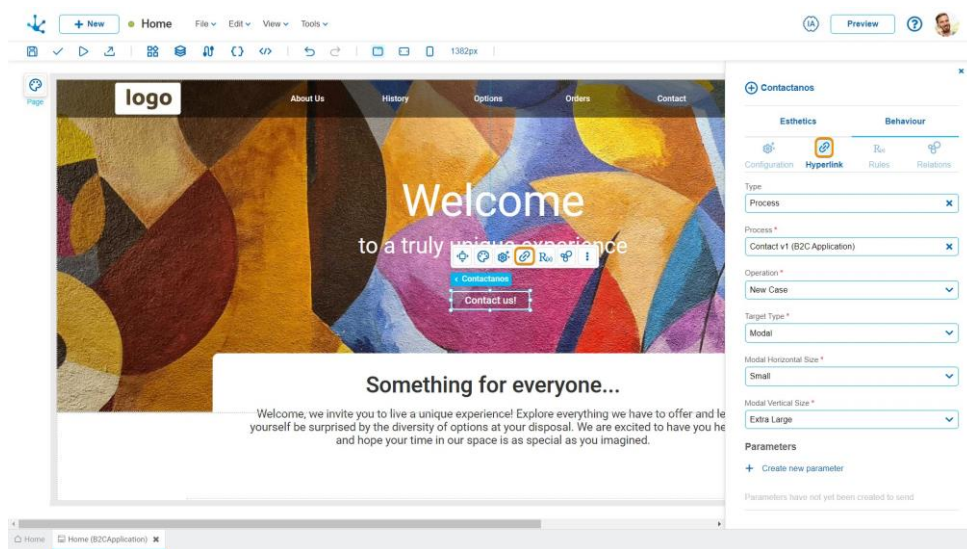 + New
Home
File
Edit
View
Tools
IA
Preview
?
1382px
Page
logo
About Us
History
Options
Orders
Contact
Welcome
to a truly unique experience
Contactanos
Contact us!
Something for everyone...
Welcome, we invite you to live a unique experience! Explore everything we have to offer and le
yourself be surprised by the diversity of options at your disposal. We are excited to have you he
and hope your time in our space is as special as you imagined.
Contactanos
Esthetics
Behaviour
Configuration
Hyperlink
Rules
Relations
Type
Process
Process *
Contact v1 (B2C Application)
Operation *
New Case
Target Type *
Modal
Modal Horizontal Size *
Small
Modal Vertical Size *
Extra Large
Parameters
+ Create new parameter
Parameters have not yet been created to send
Home
Home (B2CApplication)